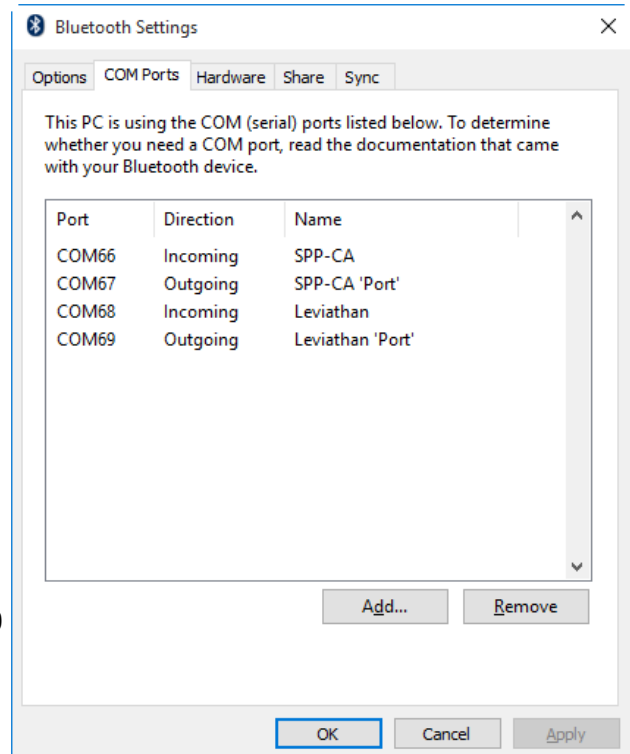 Bluetooth Settings
Options COM Ports Hardware Share Sync
This PC is using the COM (serial) ports listed below. To determine
whether you need a COM port, read the documentation that came
with your Bluetooth device.
Port Direction Name
COM66 Incoming SPP-CA
COM67 Outgoing SPP-CA 'Port'
COM68 Incoming Leviathan
COM69 Outgoing Leviathan 'Port'
Add... Remove
)
OK Cancel Apply